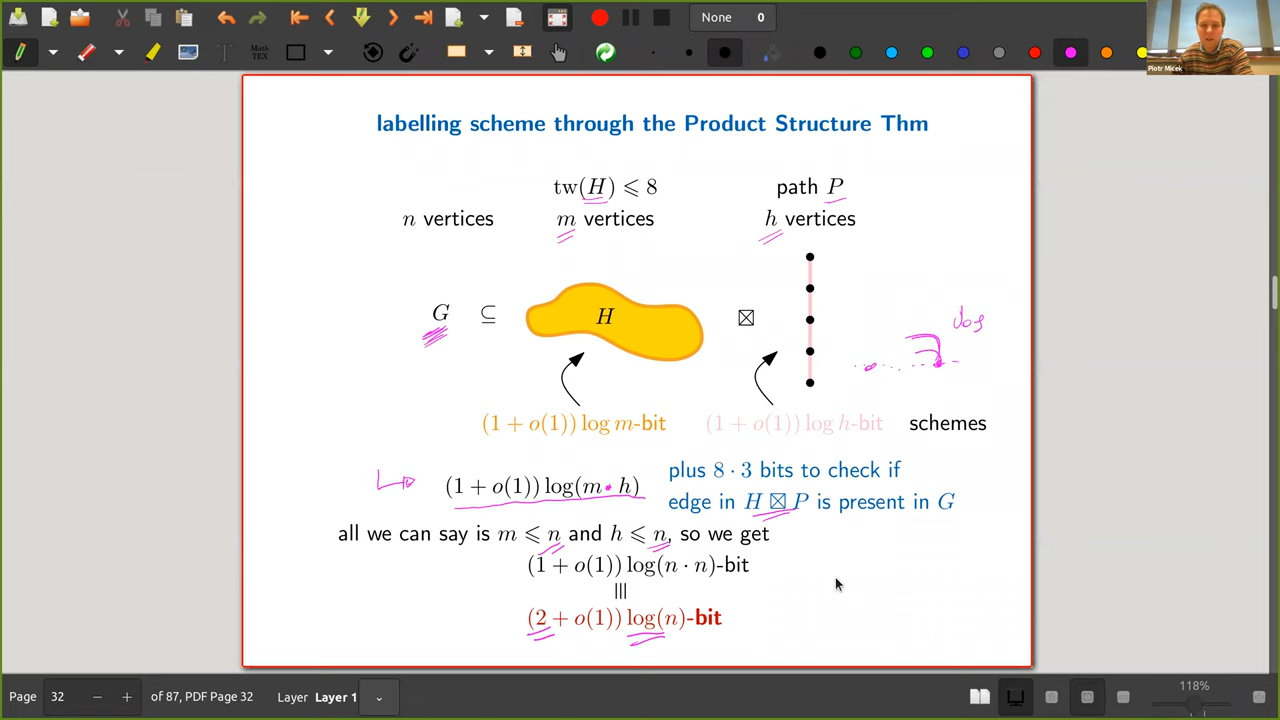 None 0
Math
TEX
Piotr Micek
labelling scheme through the Product Structure Thm
tw(H) ⩽ 8 path P
n vertices m vertices h vertices
G ⊆ H ⊠
(1 + o(1)) log m-bit (1 + o(1)) log h-bit schemes
(1 + o(1)) log(m · h) plus 8 · 3 bits to check if
edge in H ⊠ P is present in G
all we can say is m ⩽ n and h ⩽ n, so we get
(1 + o(1)) log(n · n)-bit
|||
(2 + o(1)) log(n)-bit
Page 32 − + of 87, PDF Page 32 Layer Layer 1 118%